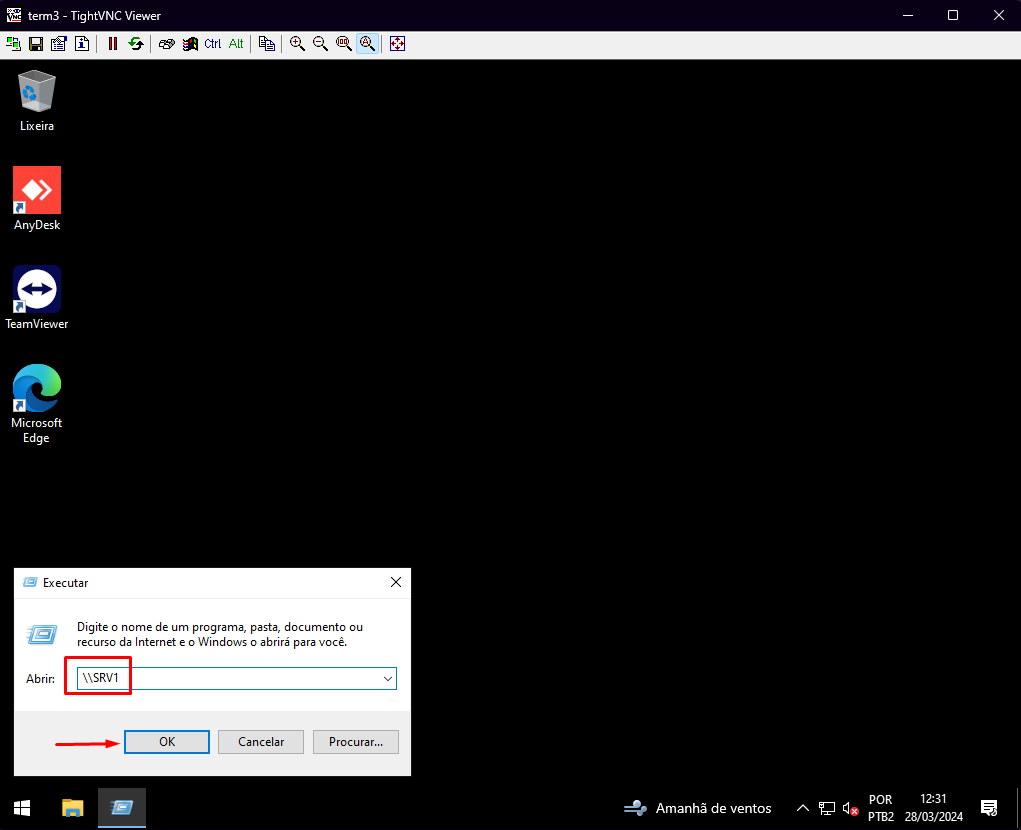 term3 - TightVNC Viewer
Ctrl Alt
Lixeira
AnyDesk
TeamViewer
Microsoft
Edge
Executar
Digite o nome de um programa, pasta, documento ou
recurso da Internet e o Windows o abrirá para você.
Abrir:
\\SRV1
OK
Cancelar
Procurar...
Amanhã de ventos
POR
PTB2
12:31
28/03/2024